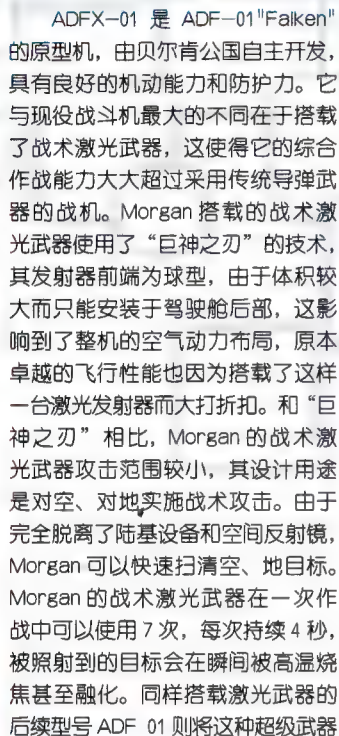 ADFX-01 是 ADF-01"Falken"
的原型机，由贝尔肯公国自主开发，
具有良好的机动能力和防护力。它
与现役战斗机最大的不同在于搭载
了战术激光武器，这使得它的综合
作战能力大大超过采用传统导弹武
器的战机。Morgan 搭载的战术激
光武器使用了“巨神之刃”的技术，
其发射器前端为球型，由于体积较
大而只能安装于驾驶舱后部，这影
响到了整机的空气动力布局，原本
卓越的飞行性能也因为搭载了这样
一台激光发射器而大打折扣。和“巨
神之刃”相比，Morgan 的战术激
光武器攻击范围较小，其设计用途
是对空、对地实施战术攻击。由于
完全脱离了陆基设备和空间反射镜，
Morgan 可以快速扫清空、地目标。
Morgan 的战术激光武器在一次作
战中可以使用 7 次，每次持续 4 秒，
被照射到的目标会在瞬间被高温烧
焦甚至融化。同样搭载激光武器的
后续型号 ADF 01 则将这种超级武器